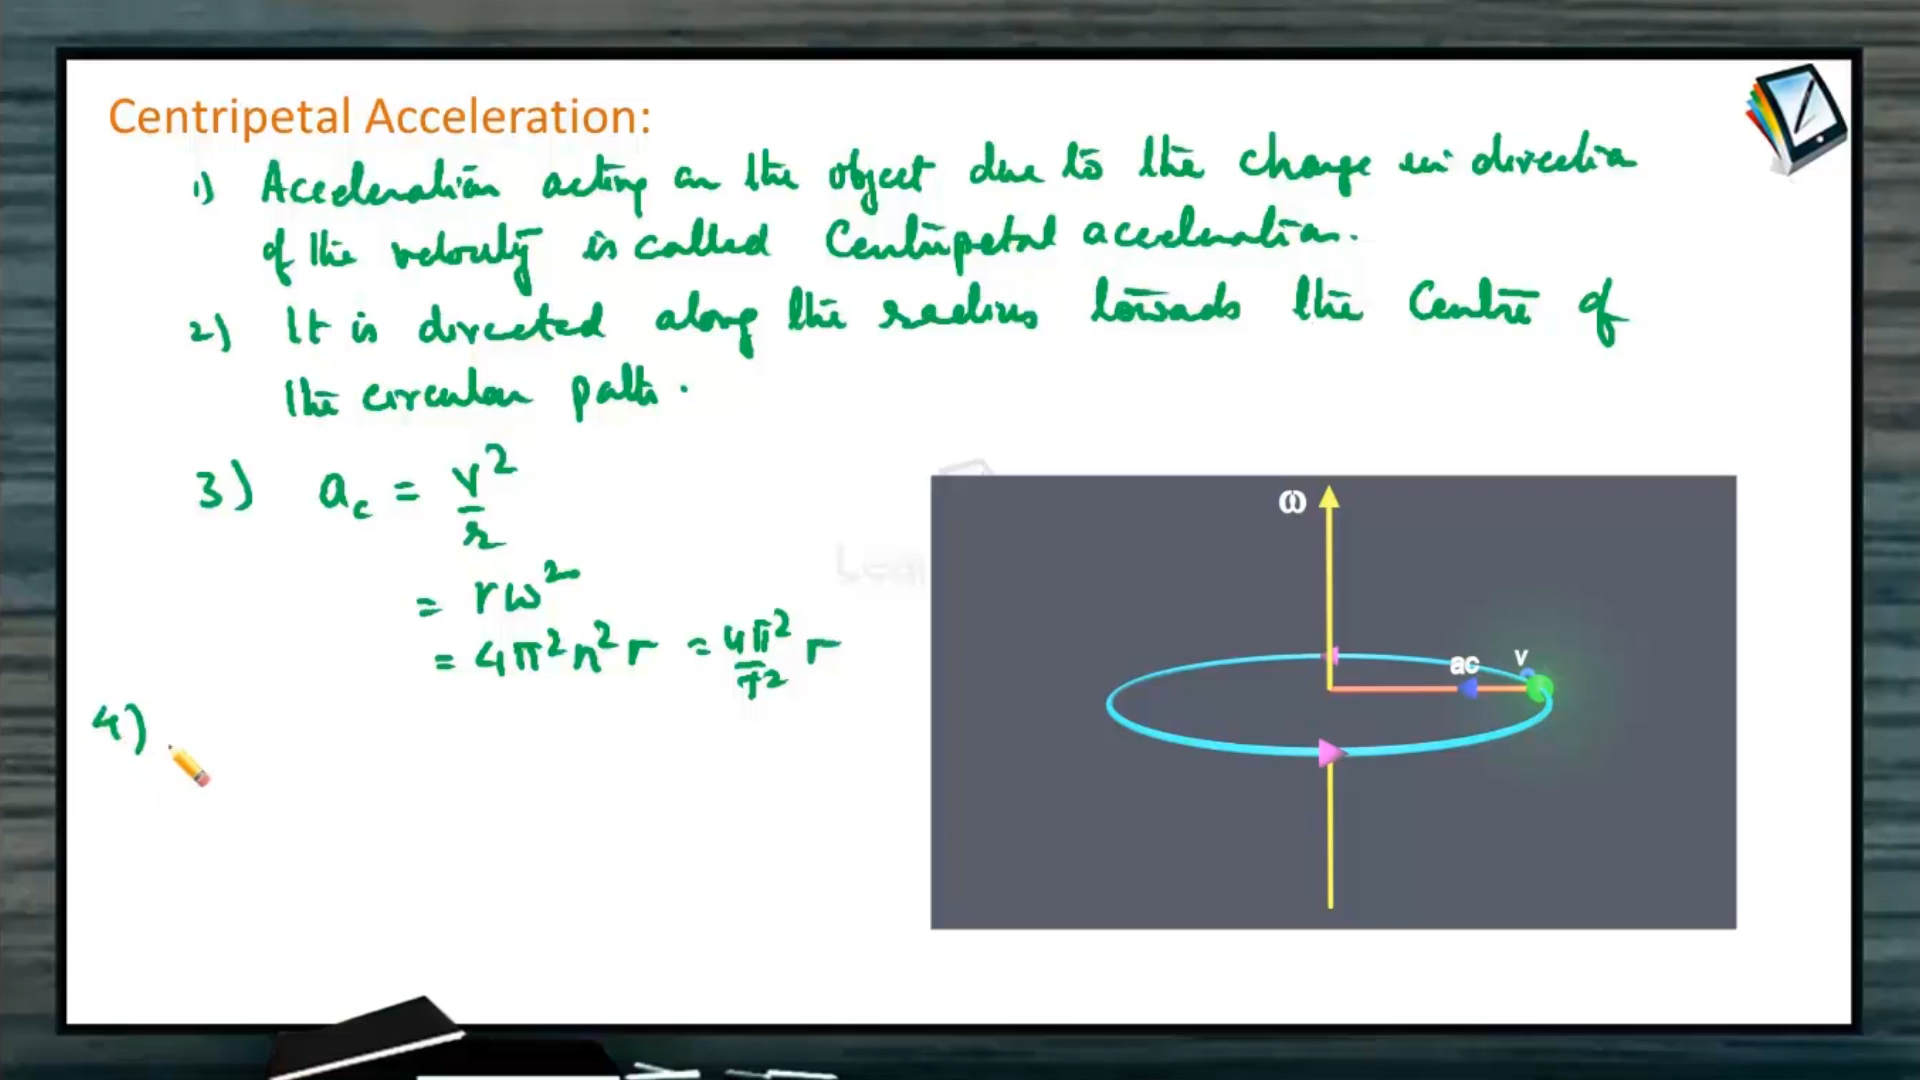 Centripetal Acceleration:
1) Acceleration acting on the object due to the change in direction
of the velocity is called Centripetal acceleration.
2) It is directed along the radius towards the Centre of
the circular path.
3) ac = v²/r
= rω²
= 4π²n²r = 4π²/T² r
4)
ω
ac
v
Lear